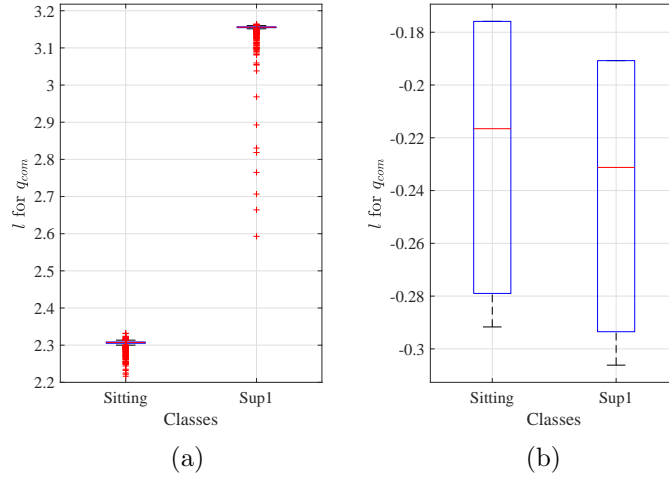 3.2
3.1
3
2.9
2.8
2.7
2.6
2.5
2.4
2.3
2.2
l for q_com
Sitting Sup1
Classes
(a)
-0.18
-0.2
-0.22
-0.24
-0.26
-0.28
-0.3
l for q_com
Sitting Sup1
Classes
(b)